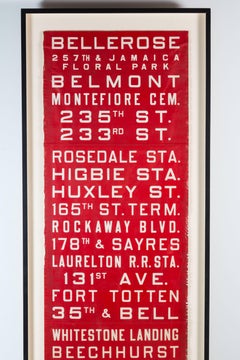 BELLEROSE
257TH & JAMAICA
FLORAL PARK
BELMONT
MONTEFIORE CEM.
235TH ST.
233RD ST.
ROSEDALE STA.
HIGBIE STA.
HUXLEY ST.
165TH ST. TERM.
ROCKAWAY BLVD.
178TH & SAYRES
LAURELTON R.R. STA.
131ST AVE.
FORT TOTTEN
35TH & BELL
WHITESTONE LANDING
BEECHHURST